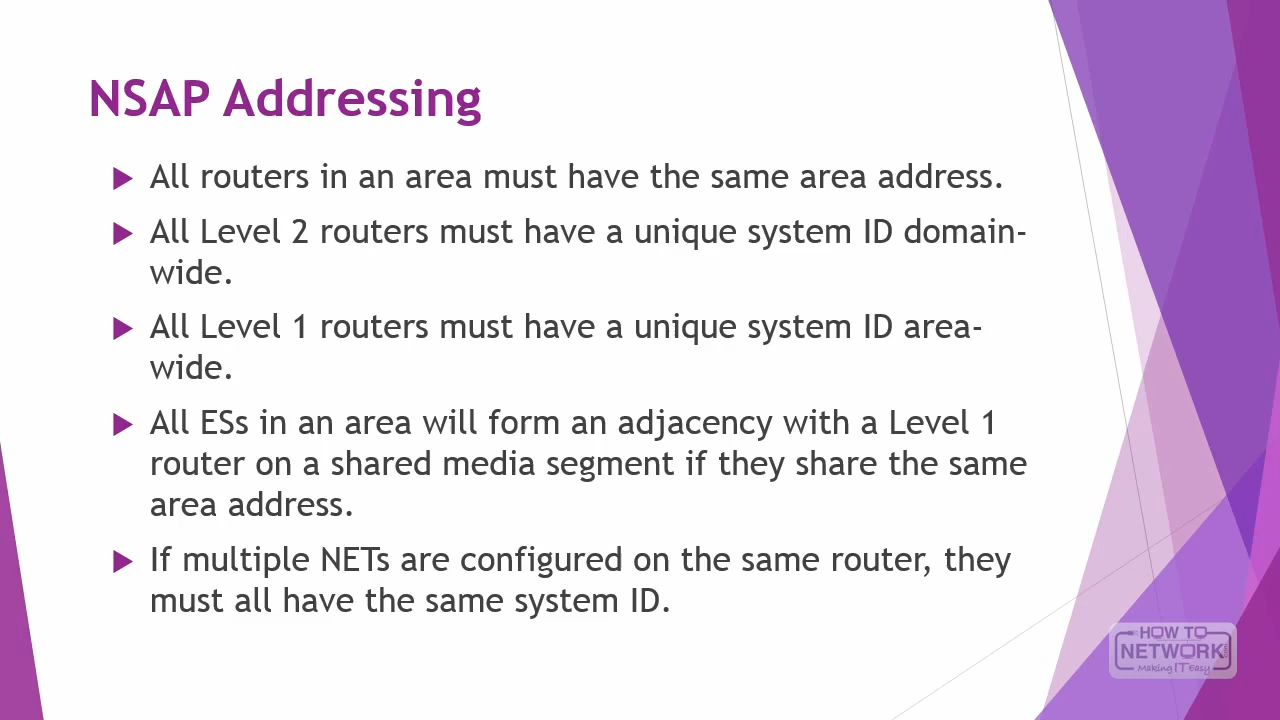 NSAP Addressing
All routers in an area must have the same area address.
All Level 2 routers must have a unique system ID domain-
wide.
All Level 1 routers must have a unique system ID area-
wide.
All ESs in an area will form an adjacency with a Level 1
router on a shared media segment if they share the same
area address.
If multiple NETs are configured on the same router, they
must all have the same system ID.
HOW TO
NETWORK
Making IT Easy